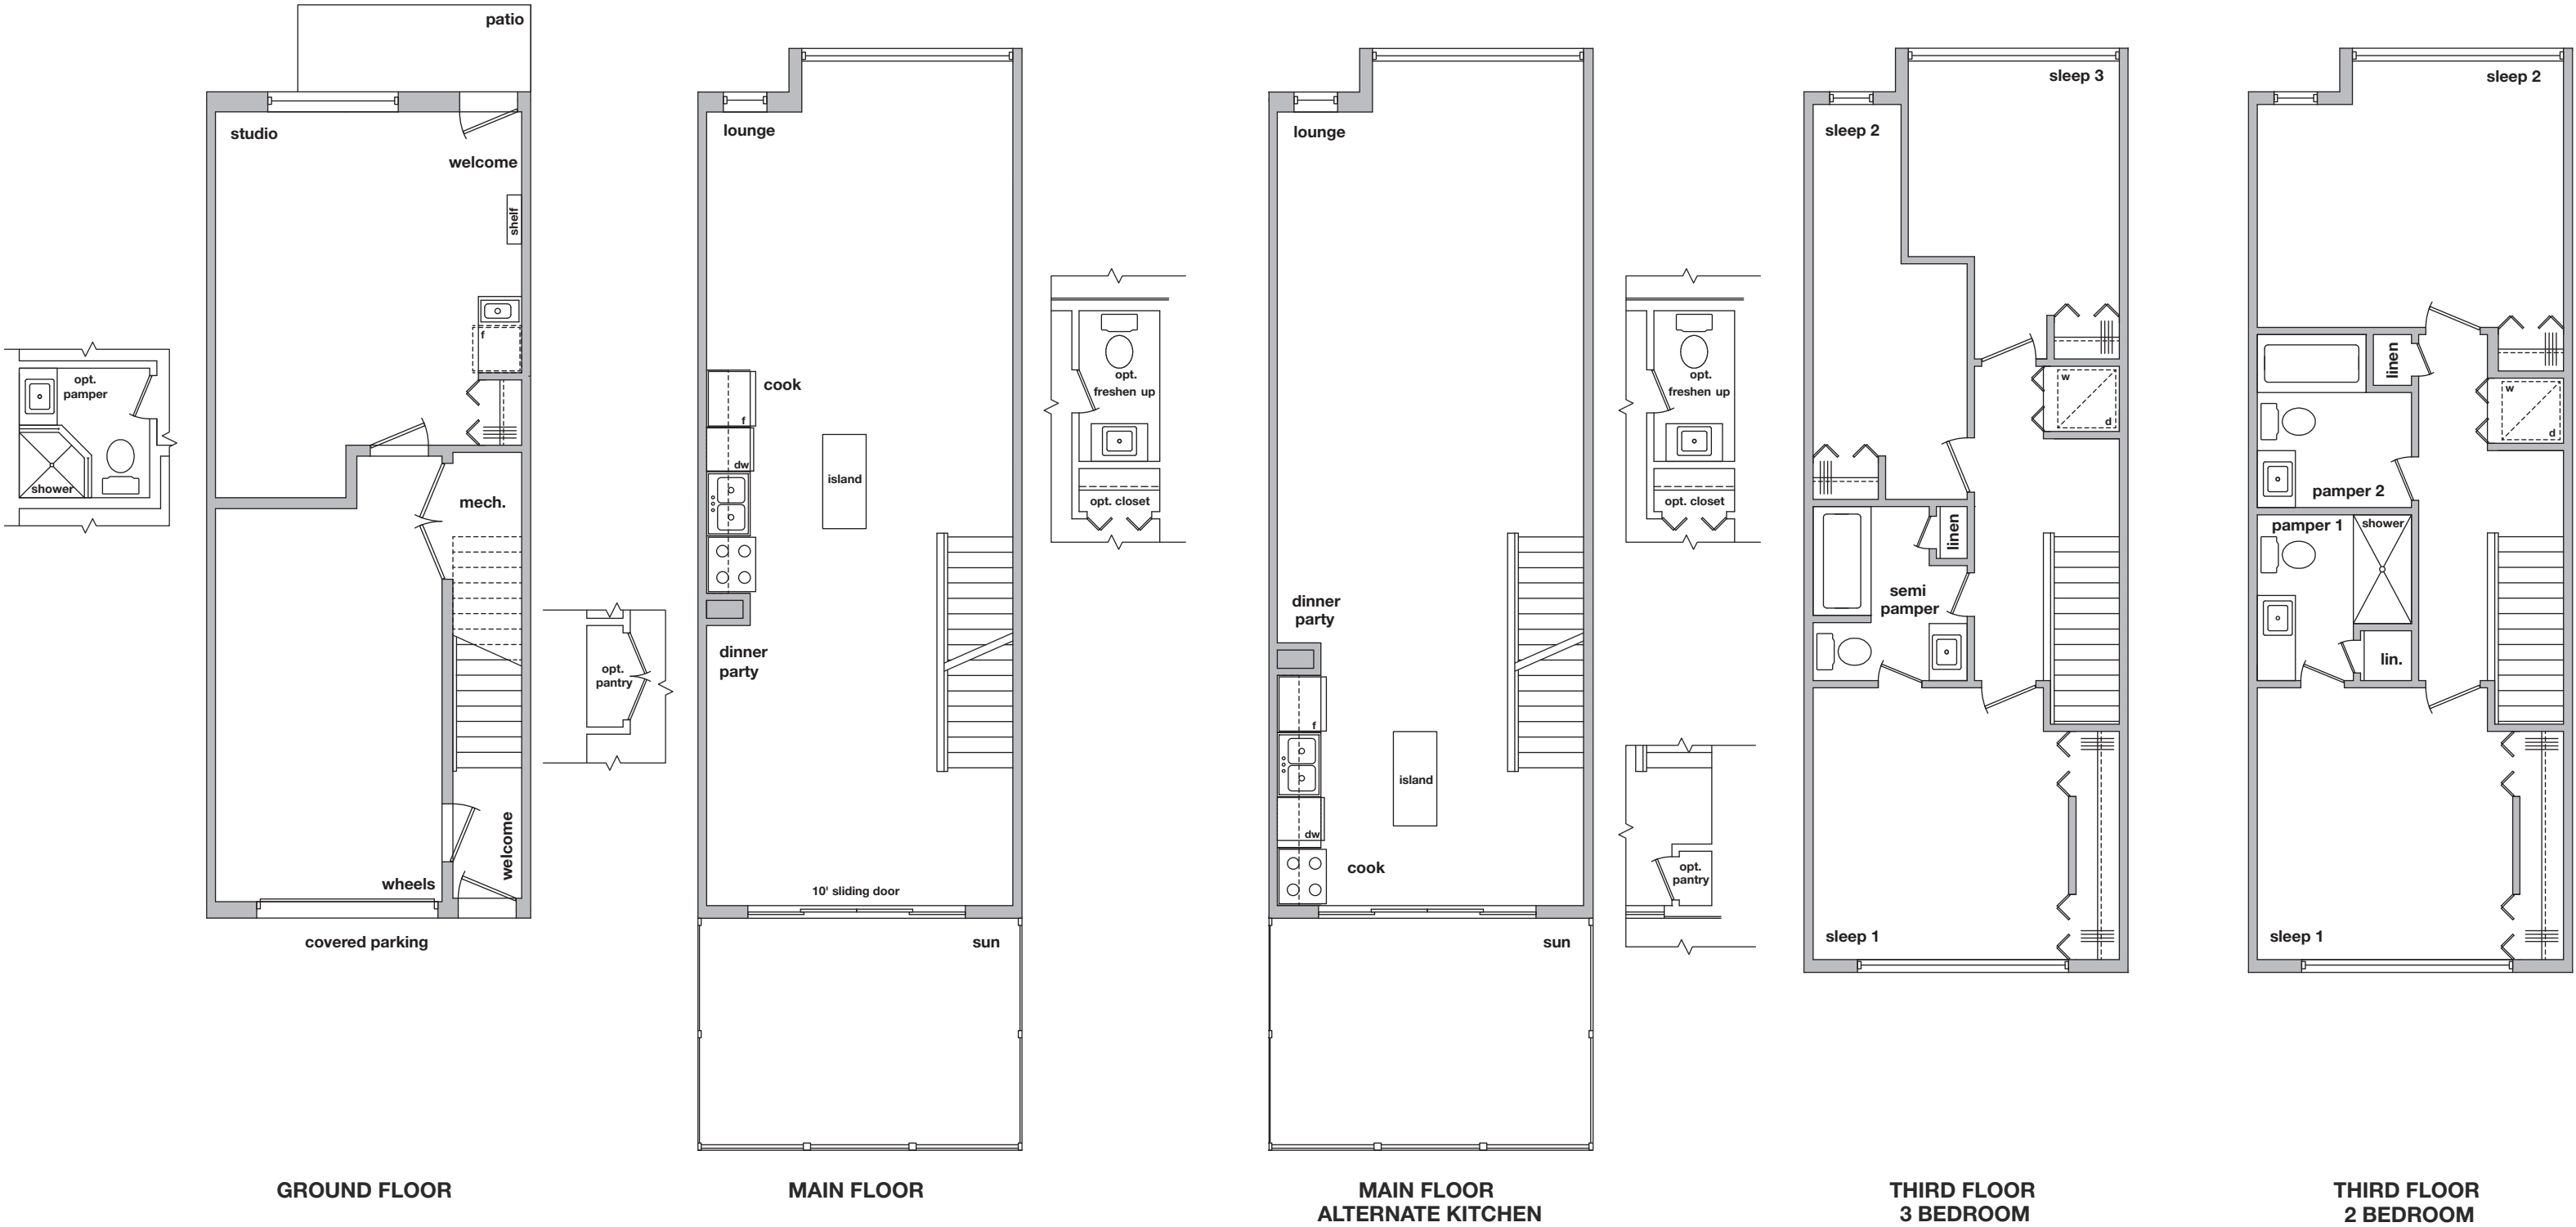 patio
studio
welcome
shelf
f
opt.
pamper
shower
mech.
welcome
wheels
covered parking
GROUND FLOOR
opt.
pantry
lounge
cook
f
dw
island
dinner
party
10' sliding door
sun
MAIN FLOOR
opt.
freshen up
opt. closet
lounge
dinner
party
f
dw
island
cook
sun
MAIN FLOOR
ALTERNATE KITCHEN
opt.
freshen up
opt. closet
opt.
pantry
sleep 3
sleep 2
w
d
linen
semi
pamper
sleep 1
THIRD FLOOR
3 BEDROOM
sleep 2
linen
w
d
pamper 2
pamper 1
shower
lin.
sleep 1
THIRD FLOOR
2 BEDROOM